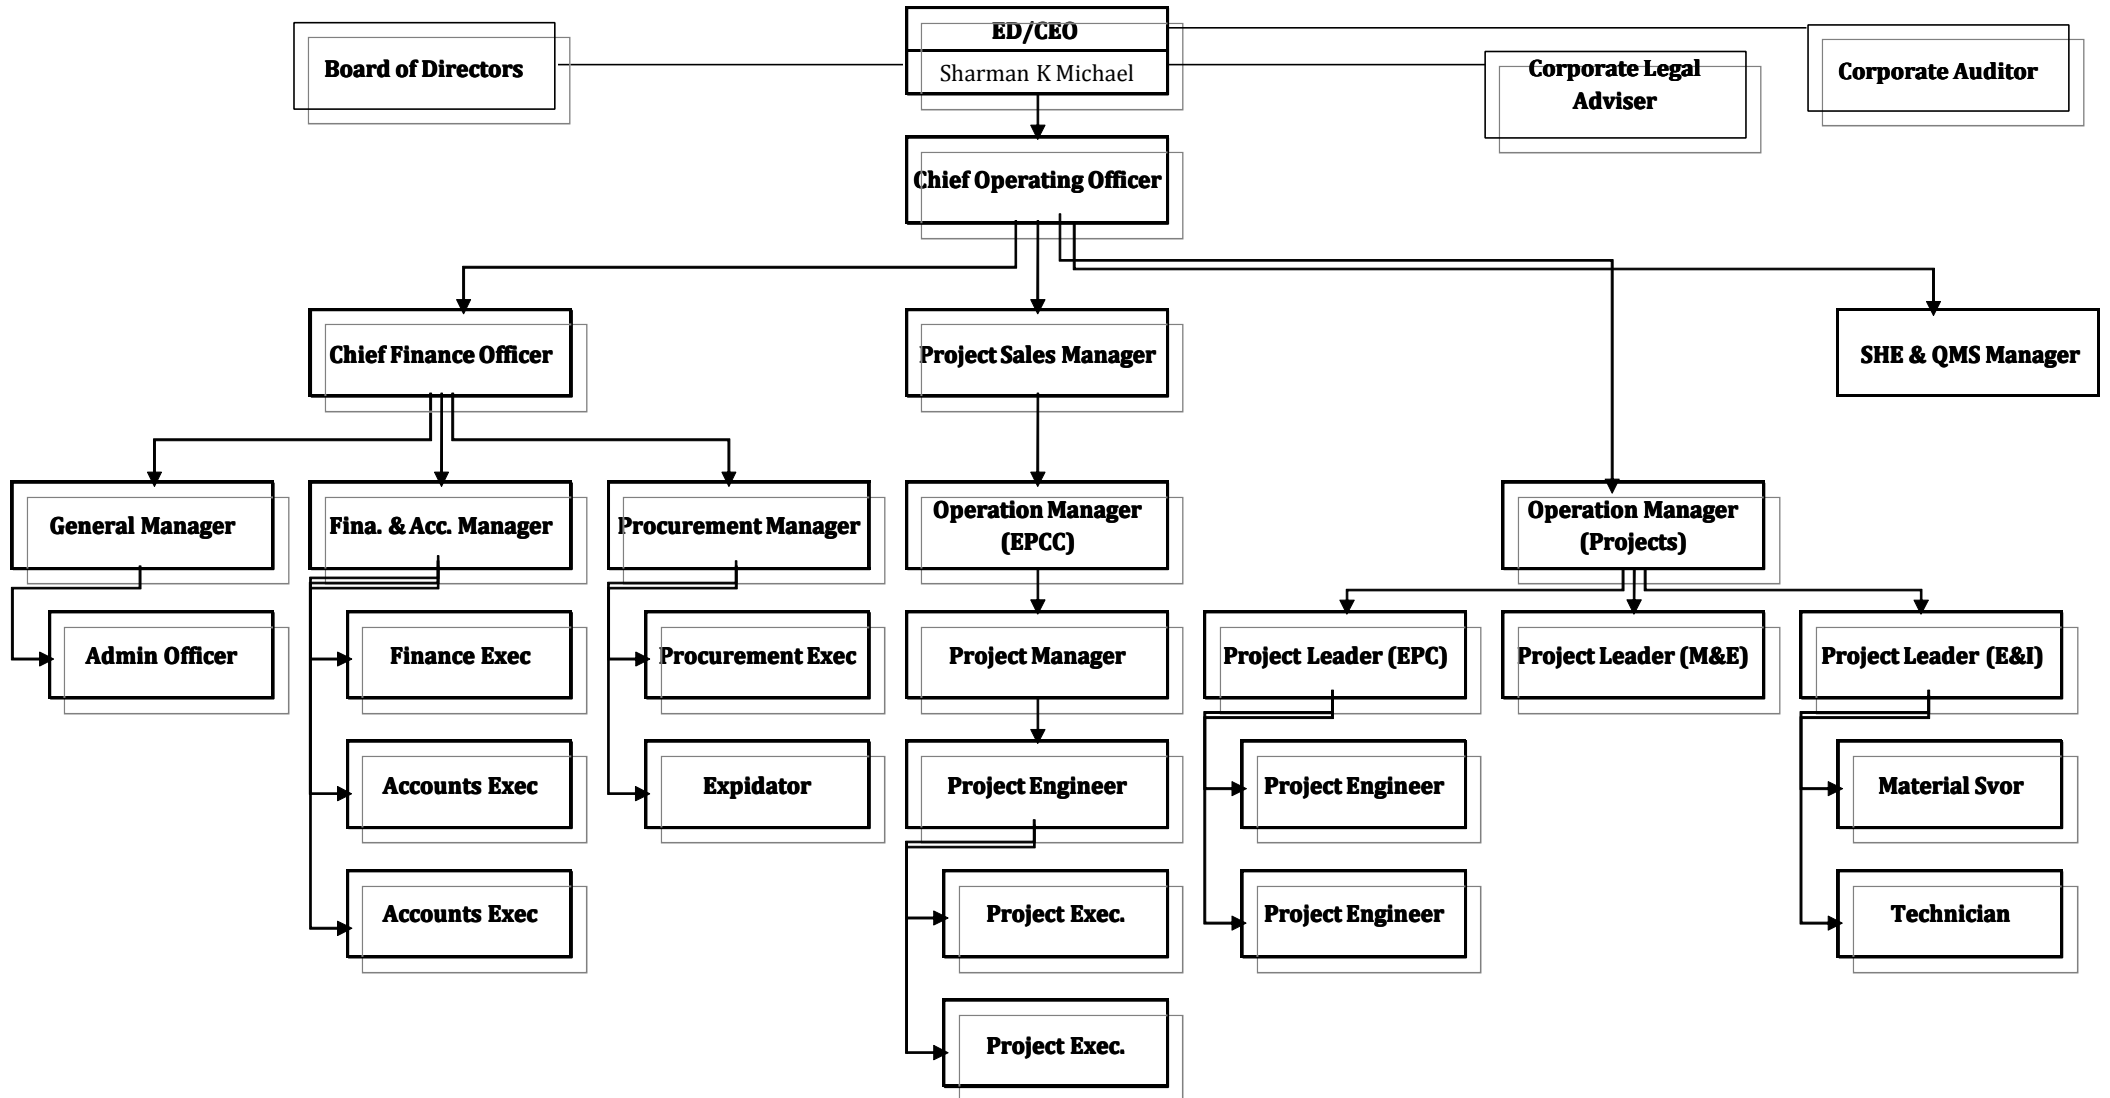 ED/CEO
Board of Directors
Sharman K Michael
Corporate Legal
Adviser
Corporate Auditor
Chief Operating Officer
Chief Finance Officer
Project Sales Manager
SHE & QMS Manager
General Manager
Fina. & Acc. Manager
Procurement Manager
Operation Manager
(EPCC)
Operation Manager
(Projects)
Admin Officer
Finance Exec
Procurement Exec
Project Manager
Project Leader (EPC)
Project Leader (M&E)
Project Leader (E&I)
Accounts Exec
Expidator
Project Engineer
Project Engineer
Material Svor
Accounts Exec
Project Exec.
Project Engineer
Technician
Project Exec.